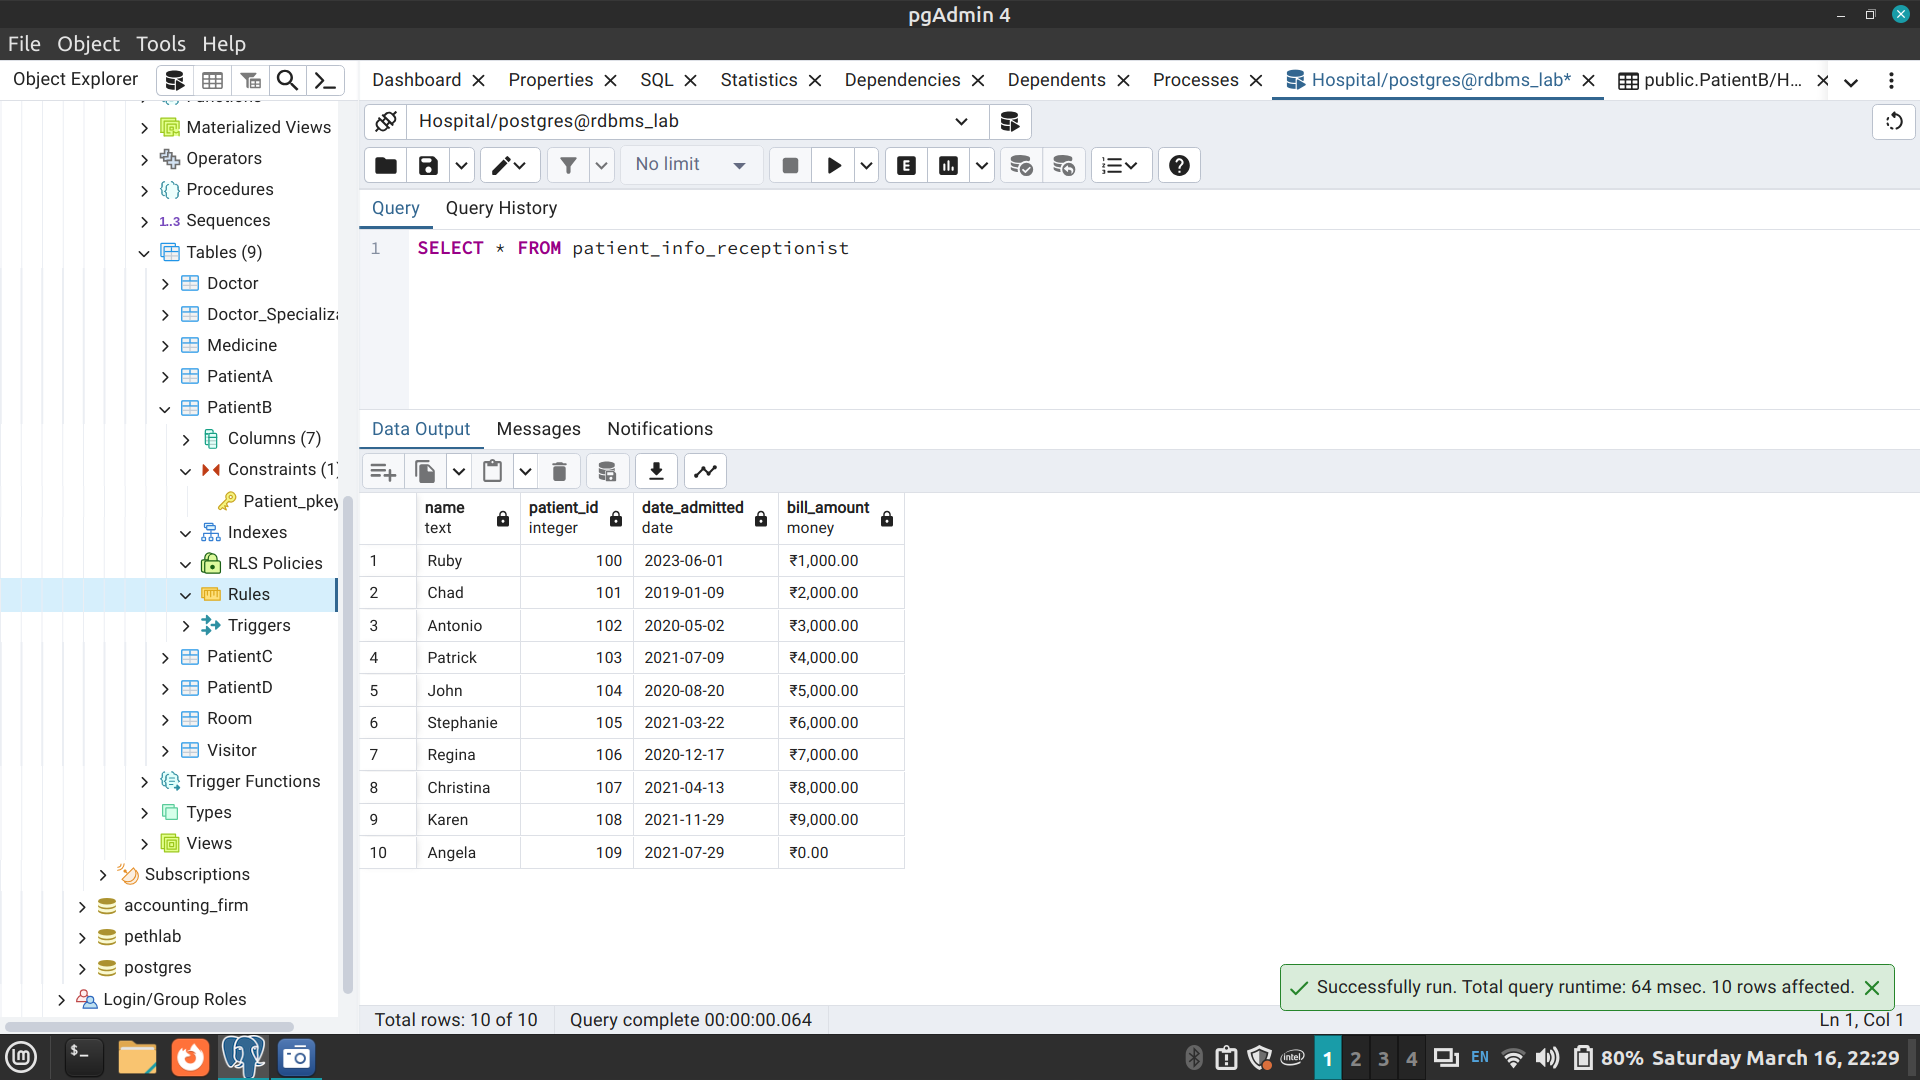 pgAdmin 4
File Object Tools Help
Object Explorer
Functions
Materialized Views
Operators
Procedures
1..3 Sequences
Tables (9)
Doctor
Doctor_Specializa
Medicine
PatientA
PatientB
Columns (7)
Constraints (1)
Patient_pkey
Indexes
RLS Policies
Rules
Triggers
PatientC
PatientD
Room
Visitor
Trigger Functions
Types
Views
Subscriptions
accounting_firm
pethlab
postgres
Login/Group Roles
Dashboard Properties SQL Statistics Dependencies Dependents Processes Hospital/postgres@rdbms_lab* public.PatientB/H...
Hospital/postgres@rdbms_lab
No limit E
Query Query History
1 SELECT * FROM patient_info_receptionist
Data Output Messages Notifications
name patient_id date_admitted bill_amount
text integer date money
1 Ruby 100 2023-06-01 ₹1,000.00
2 Chad 101 2019-01-09 ₹2,000.00
3 Antonio 102 2020-05-02 ₹3,000.00
4 Patrick 103 2021-07-09 ₹4,000.00
5 John 104 2020-08-20 ₹5,000.00
6 Stephanie 105 2021-03-22 ₹6,000.00
7 Regina 106 2020-12-17 ₹7,000.00
8 Christina 107 2021-04-13 ₹8,000.00
9 Karen 108 2021-11-29 ₹9,000.00
10 Angela 109 2021-07-29 ₹0.00
Successfully run. Total query runtime: 64 msec. 10 rows affected.
Total rows: 10 of 10 Query complete 00:00:00.064 Ln 1, Col 1
intel 1 2 3 4 EN 80% Saturday March 16, 22:29